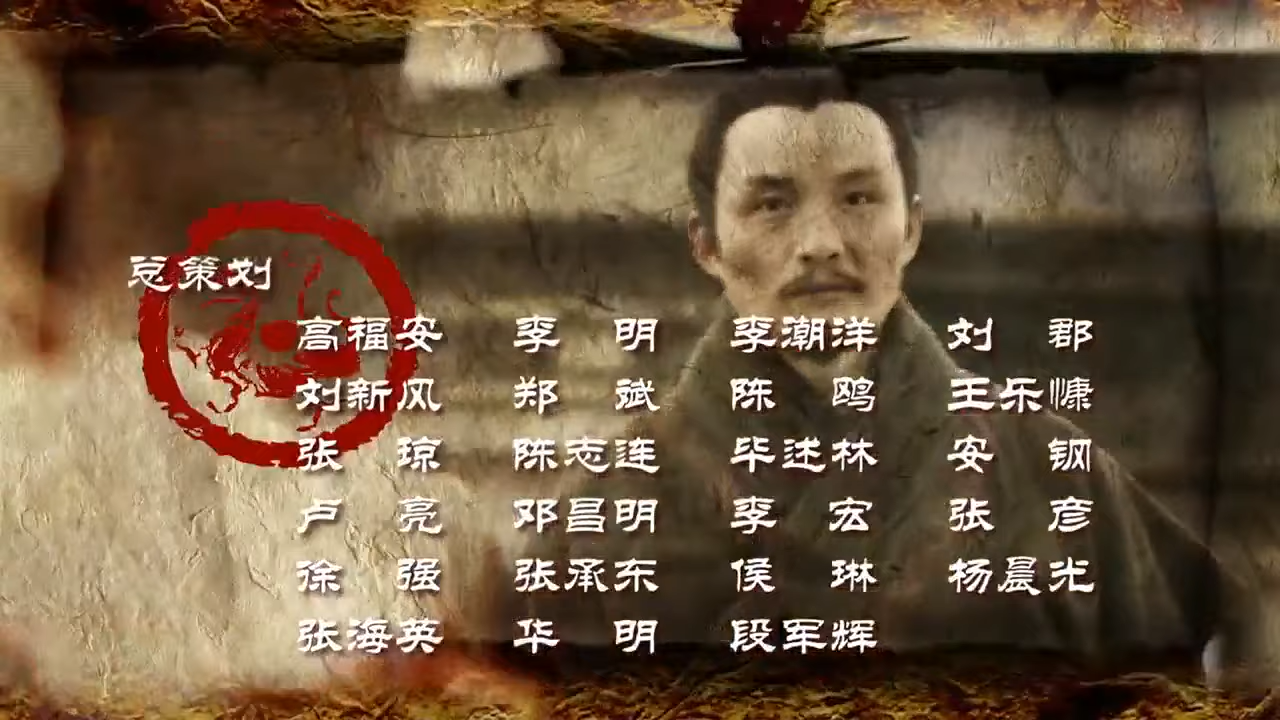 总策划
高福安 李明 李潮洋 刘郡
刘新风 郑斌 陈鸥 王乐慷
张琼 陈志连 毕述林 安钢
卢亮 邓昌明 李宏 张彦
徐强 张承东 侯琳 杨晨光
张海英 华明 段军辉